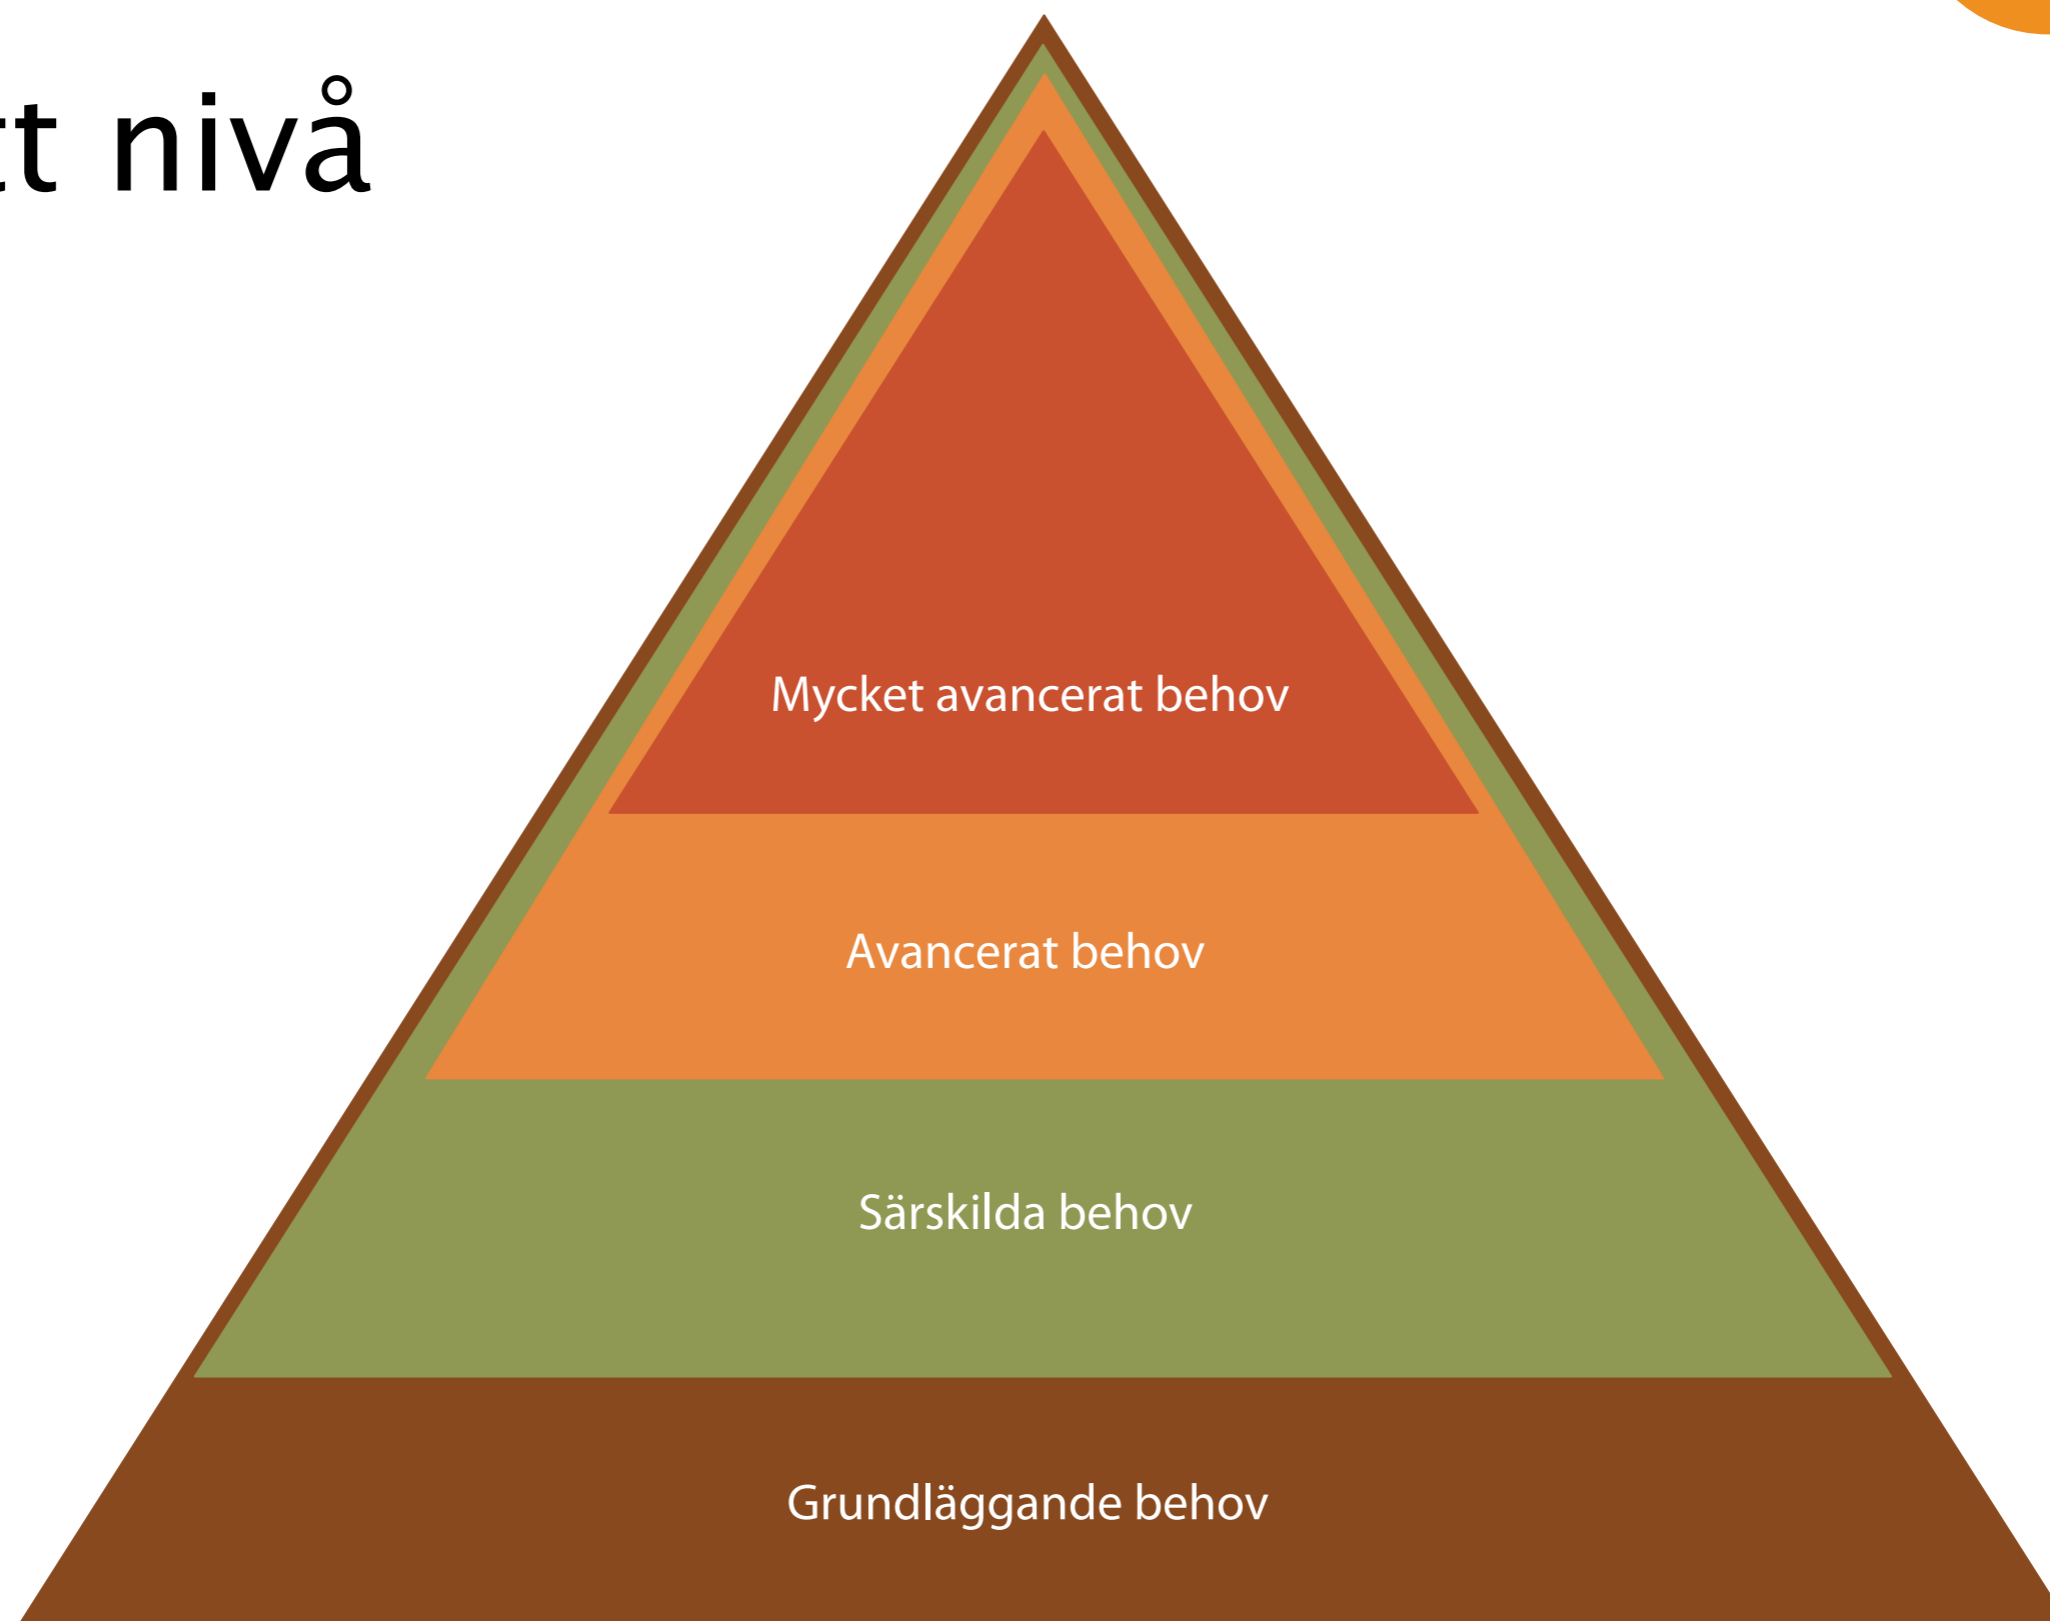 nivå
Mycket avancerat behov
Avancerat behov
Särskilda behov
Grundläggande behov